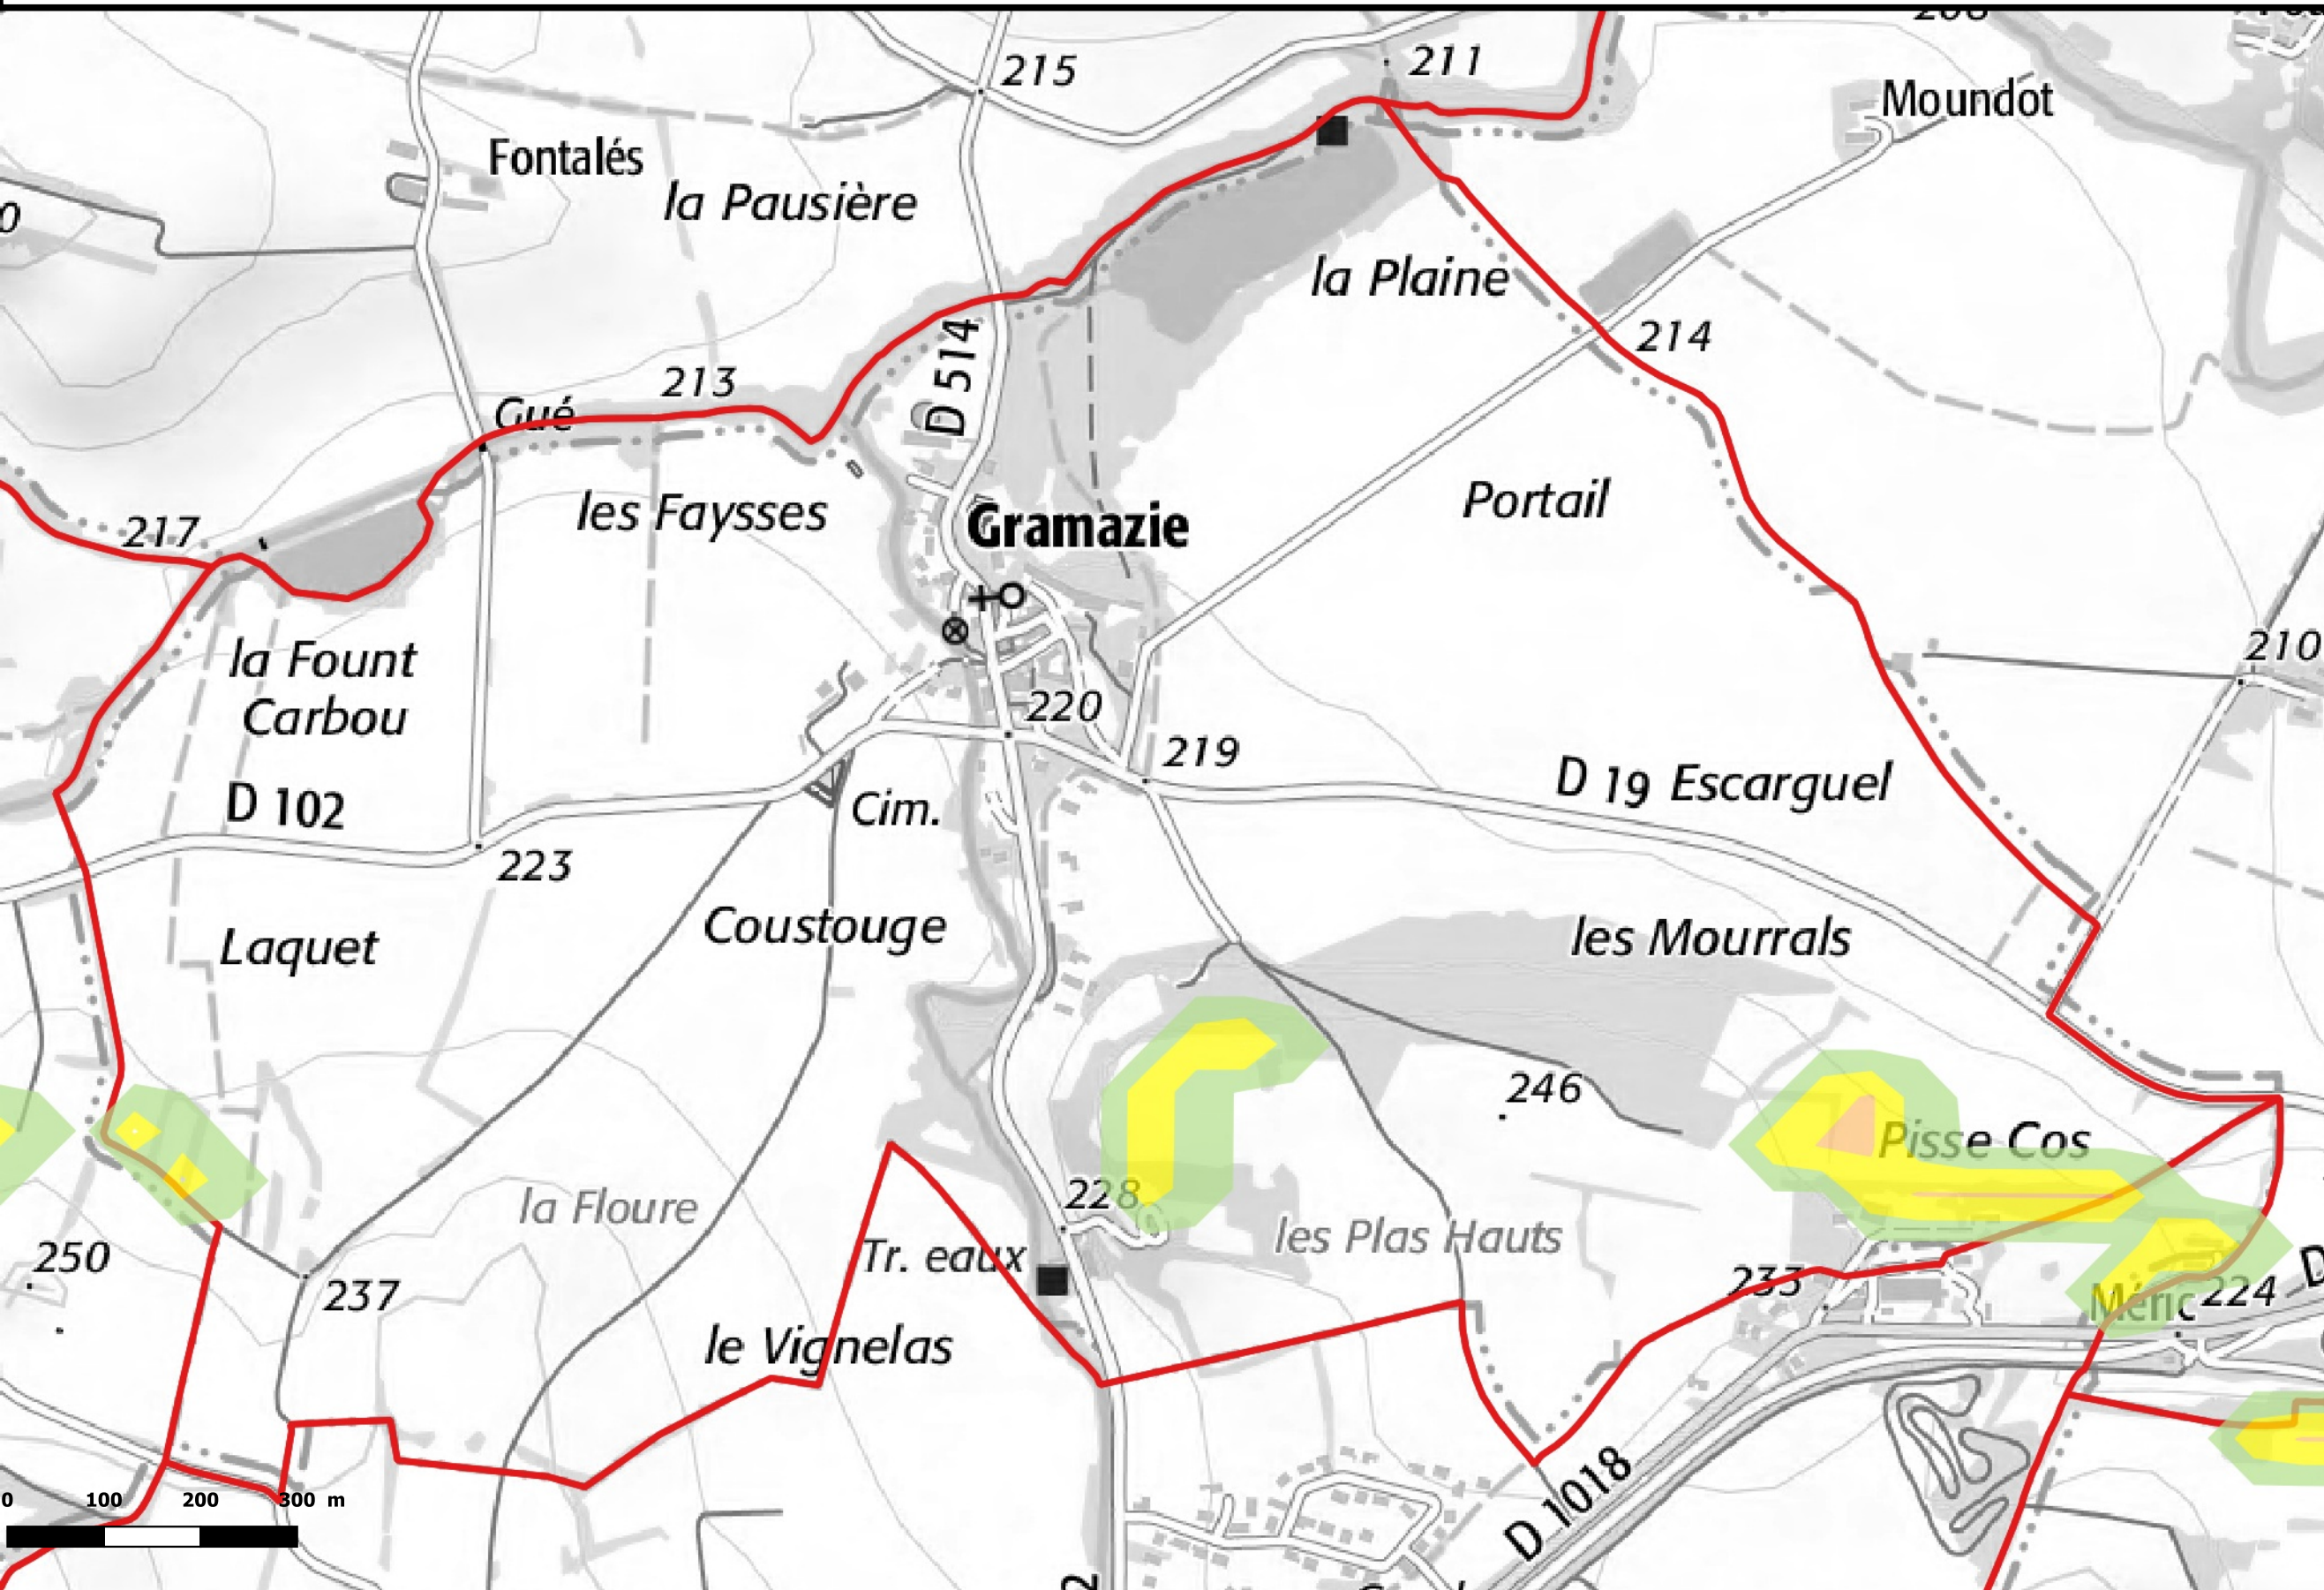 215
211
Moundot
Fontalés
la Pausière
la Plaine
214
D 514
213
Gué
les Faysses
Gramazie
Portail
217
la Fount
Carbou
210
220
219
D 102
Cim.
D 19
Escarguel
223
Laquet
Coustouge
les Mourrals
246
Pisse Cos
228
la Floure
les Plas Hauts
250
Tr. eaux
237
233
Méric
224
le Vignelas
D 1018
0 100 200 300 m